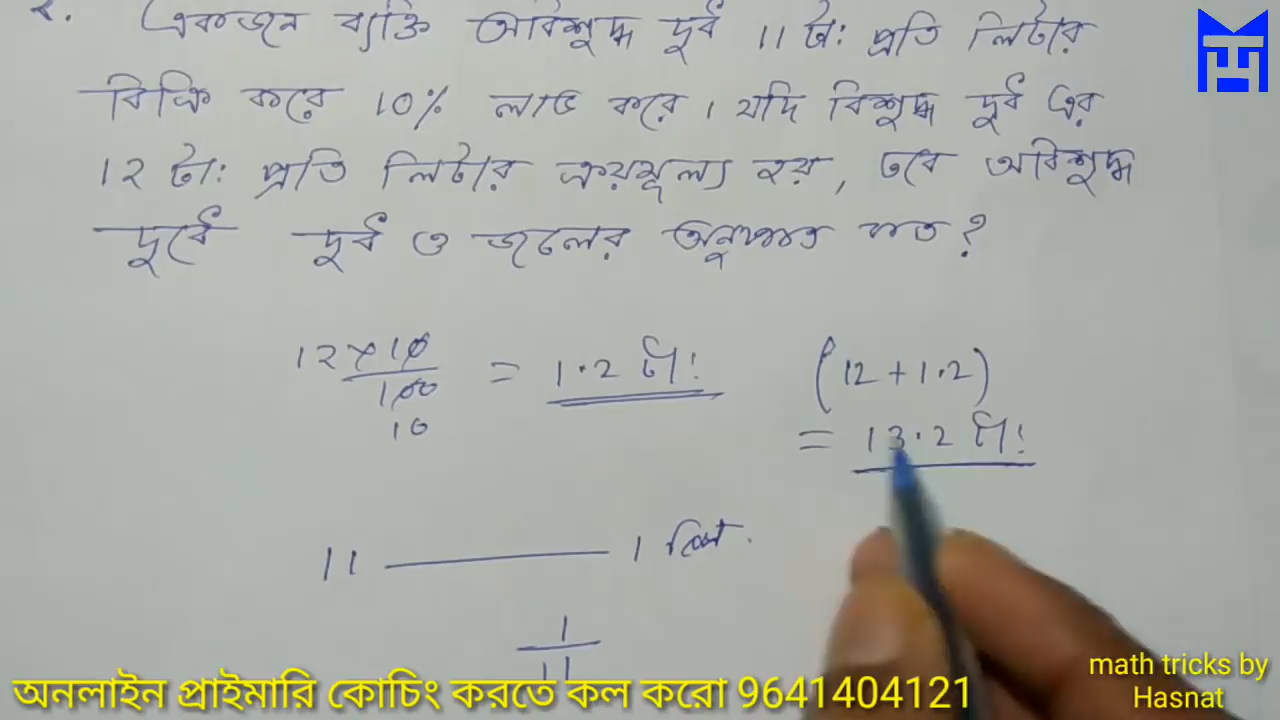 ২. একজন ব্যক্তি অবিশুদ্ধ দুধ 11 টা: প্রতি লিটার
বিক্রি করে 10% লাভ করে। যদি বিশুদ্ধ দুধ এর
12 টা: প্রতি লিটার ক্রয়মূল্য হয়, তবে অবিশুদ্ধ
দুধে দুধ ও জলের অনুপাত কত?
12×10/100 = 1.2 টা: (12+1.2)
10 = 13.2 টা:
11 — 1 লি.
1/11
অনলাইন প্রাইমারি কোচিং করতে কল করো 9641404121
math tricks by
Hasnat